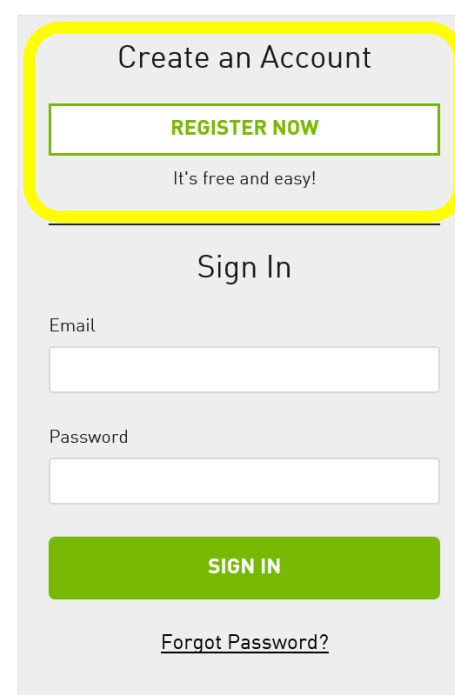 Create an Account
REGISTER NOW
It's free and easy!
Sign In
Email
Password
SIGN IN
Forgot Password?